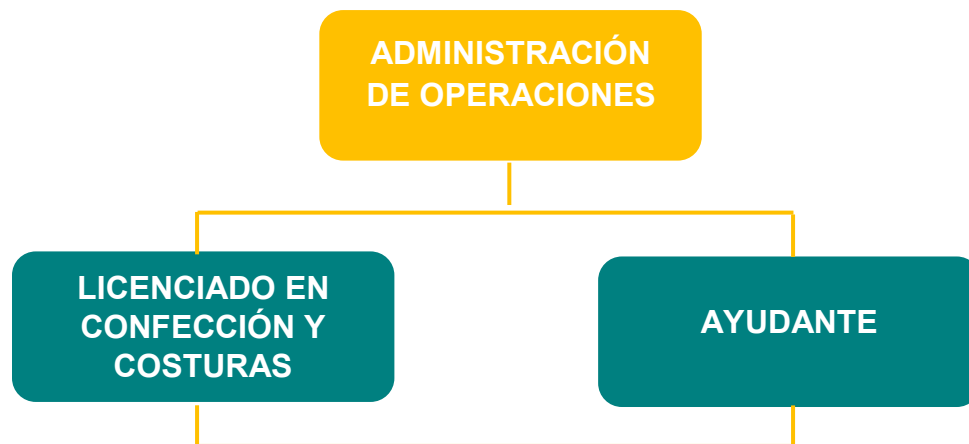 ADMINISTRACIÓN
DE OPERACIONES
LICENCIADO EN
CONFECCIÓN Y
COSTURAS
AYUDANTE